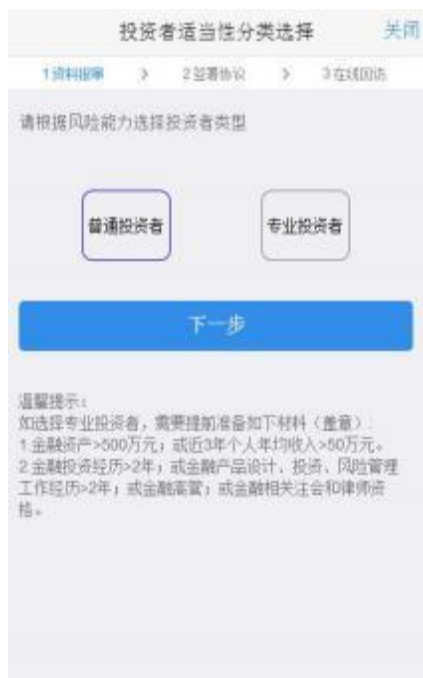 投资者适当性分类选择 关闭
1资料报审 > 2签署协议 > 3在线回访
请根据风险能力选择投资者类型
普通投资者 专业投资者
下一步
温馨提示：
如选择专业投资者，需要提前准备如下材料（盖章）：
1金融资产>500万元；或近3年个人年均收入>50万元。
2金融投资经历>2年；或金融产品设计、投资、风险管理
工作经历>2年；或金融高管；或金融相关注会和律师资
格。